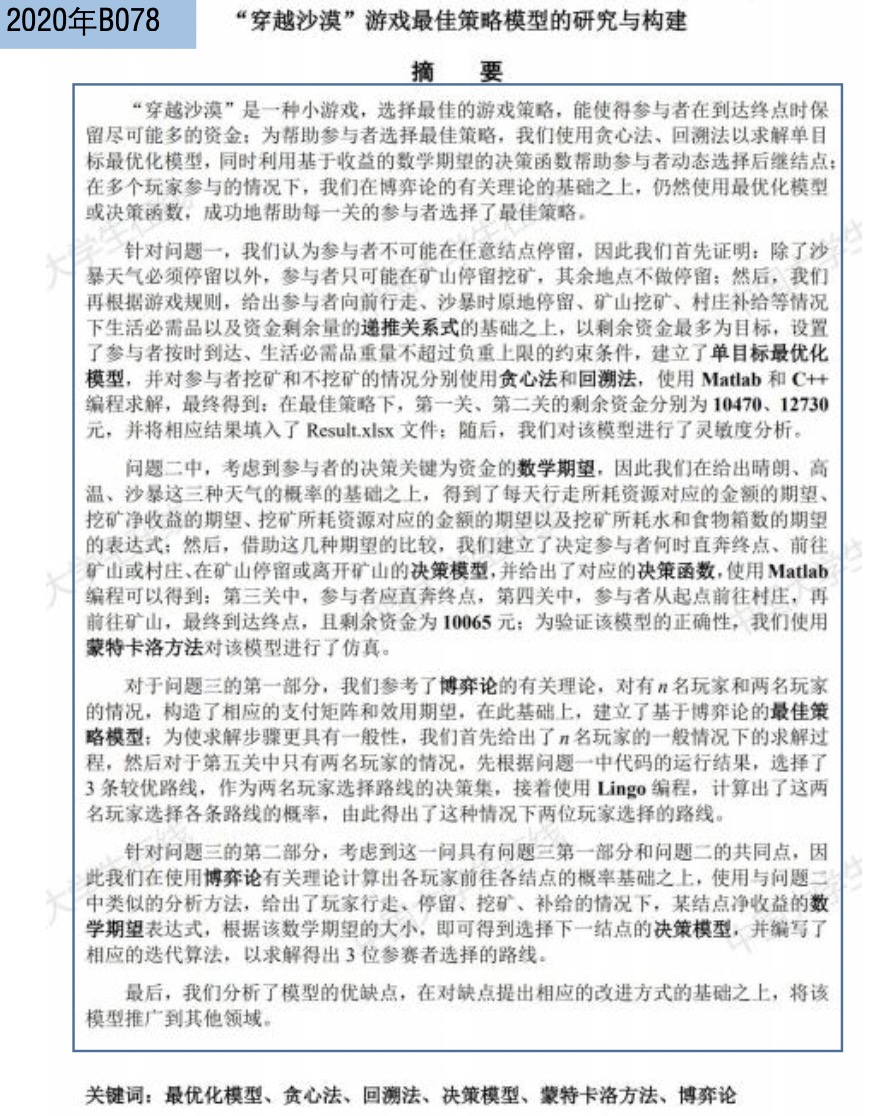 2020年B078
“穿越沙漠”游戏最佳策略模型的研究与构建
摘 要
“穿越沙漠”是一种小游戏，选择最佳的游戏策略，能使得参与者在到达终点时保
留尽可能多的资金；为帮助参与者选择最佳策略，我们使用贪心法、回溯法以求解单目
标最优化模型，同时利用基于收益的数学期望的决策函数帮助参与者动态选择后继结点；
在多个玩家参与的情况下，我们在博弈论的有关理论的基础之上，仍然使用最优化模型
或决策函数，成功地帮助每一关的参与者选择了最佳策略。
针对问题一，我们认为参与者不可能在任意结点停留，因此我们首先证明：除了沙
暴天气必须停留以外，参与者只可能在矿山停留挖矿，其余地点不做停留；然后，我们
再根据游戏规则，给出参与者向前行走、沙暴时原地停留、矿山挖矿、村庄补给等情况
下生活必需品以及资金剩余量的递推关系式的基础之上，以剩余资金最多为目标，设置
了参与者按时到达、生活必需品重量不超过负重上限的约束条件，建立了单目标最优化
模型，并对参与者挖矿和不挖矿的情况分别使用贪心法和回溯法，使用 Matlab 和 C++
编程求解，最终得到：在最佳策略下，第一关、第二关的剩余资金分别为 10470、12730
元，并将相应结果填入了 Result.xlsx 文件；随后，我们对该模型进行了灵敏度分析。
问题二中，考虑到参与者的决策关键为资金的数学期望，因此我们在给出晴朗、高
温、沙暴这三种天气的概率的基础之上，得到了每天行走所耗资源对应的金额的期望、
挖矿净收益的期望、挖矿所耗资源对应的金额的期望以及挖矿所耗水和食物箱数的期望
的表达式；然后，借助这几种期望的比较，我们建立了决定参与者何时直奔终点、前往
矿山或村庄、在矿山停留或离开矿山的决策模型，并给出了对应的决策函数，使用 Matlab
编程可以得到：第三关中，参与者应直奔终点，第四关中，参与者从起点前往村庄，再
前往矿山，最终到达终点，且剩余资金为 10065 元；为验证该模型的正确性，我们使用
蒙特卡洛方法对该模型进行了仿真。
对于问题三的第一部分，我们参考了博弈论的有关理论，对有 n 名玩家和两名玩家
的情况，构造了相应的支付矩阵和效用期望，在此基础上，建立了基于博弈论的最佳策
略模型；为使求解步骤更具有一般性，我们首先给出了 n 名玩家的一般情况下的求解过
程，然后对于第五关中只有两名玩家的情况，先根据问题一中代码的运行结果，选择了
3 条较优路线，作为两名玩家选择路线的决策集，接着使用 Lingo 编程，计算出了这两
名玩家选择各条路线的概率，由此得出了这种情况下两位玩家选择的路线。
针对问题三的第二部分，考虑到这一问具有问题三第一部分和问题二的共同点，因
此我们在使用博弈论有关理论计算出各玩家前往各结点的概率基础之上，使用与问题二
中类似的分析方法，给出了玩家行走、停留、挖矿、补给的情况下，某结点净收益的数
学期望表达式，根据该数学期望的大小，即可得到选择下一结点的决策模型，并编写了
相应的迭代算法，以求解得出 3 位参赛者选择的路线。
最后，我们分析了模型的优缺点，在对缺点提出相应的改进方式的基础之上，将该
模型推广到其他领域。
关键词：最优化模型、贪心法、回溯法、决策模型、蒙特卡洛方法、博弈论